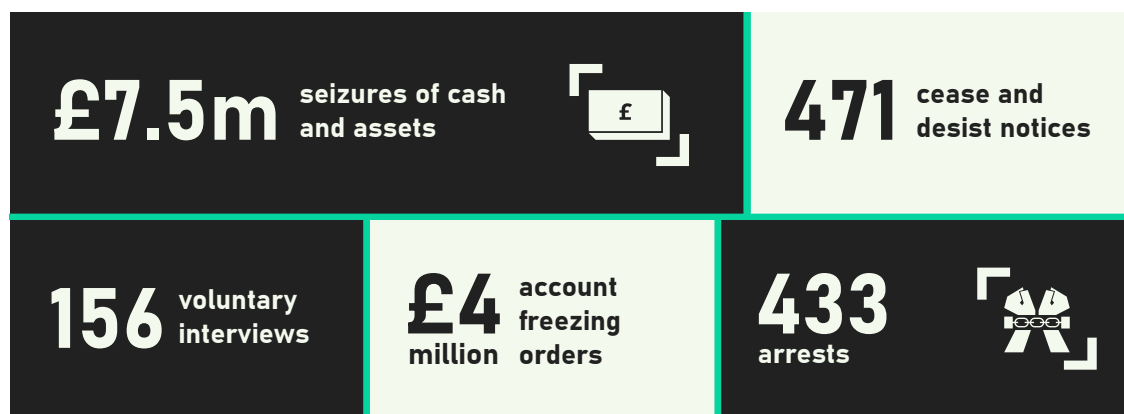 £7.5m
seizures of cash
and assets
£
471
cease and
desist notices
156
voluntary
interviews
£4
million
account
freezing
orders
433
arrests